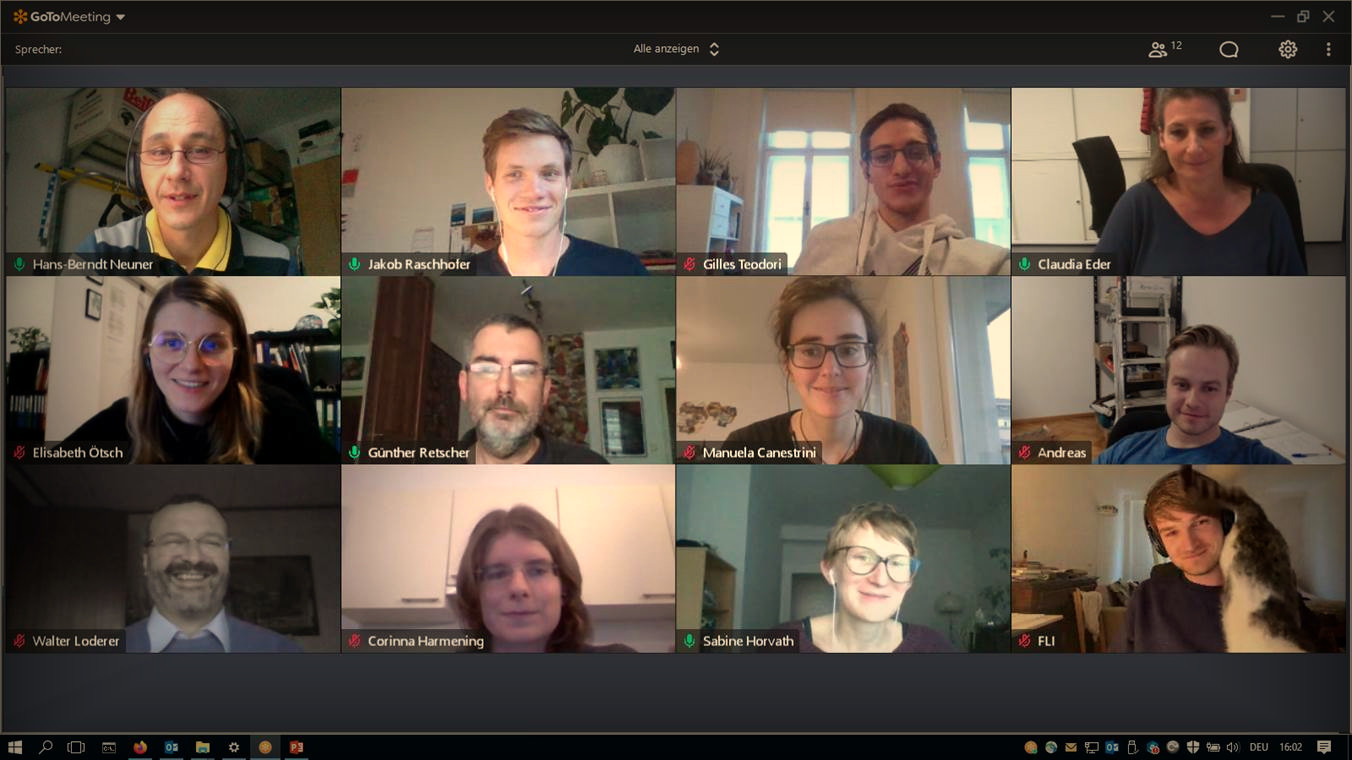 GoToMeeting
Sprecher:
Alle anzeigen
12
Hans-Berndt Neuner
Jakob Raschhofer
Gilles Teodori
Claudia Eder
Elisabeth Ötsch
Günther Retscher
Manuela Canestrini
Andreas
Walter Loderer
Corinna Harmening
Sabine Horvath
FLI
DEU
16:02